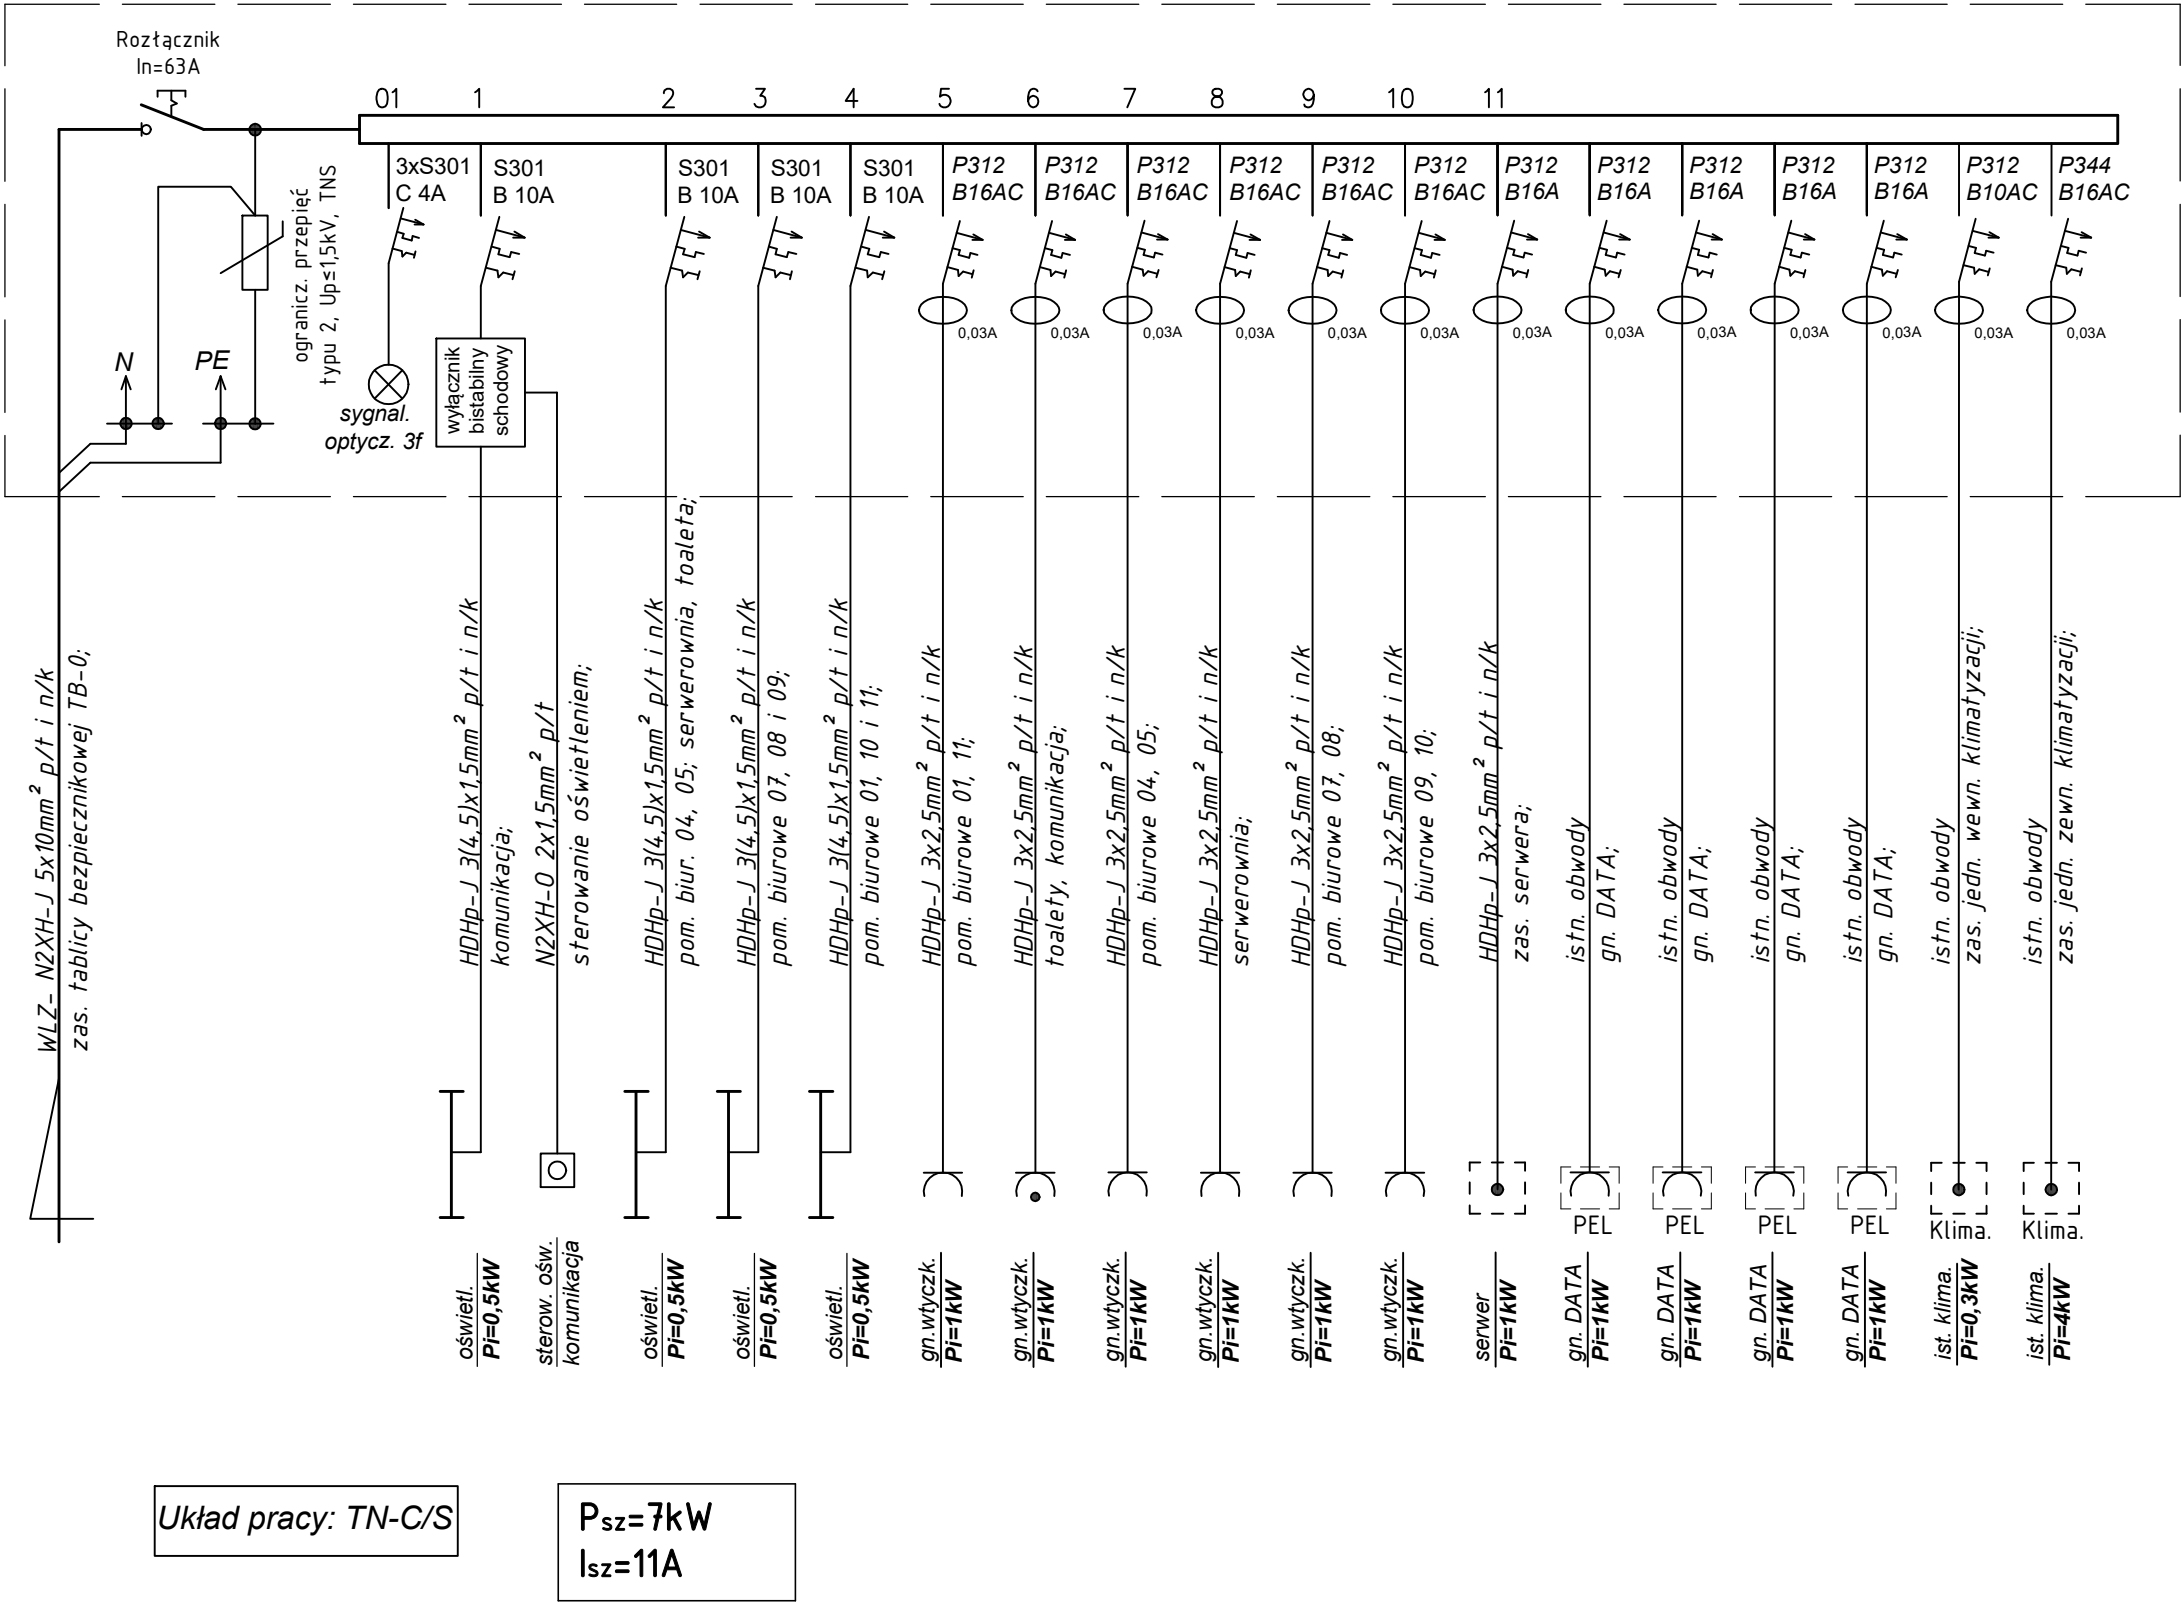 Rozłącznik
In=63A
01
1
2
3
4
5
6
7
8
9
10
11
3xS301
C 4A
S301
B 10A
S301
B 10A
S301
B 10A
S301
B 10A
P312
B16AC
P312
B16AC
P312
B16AC
P312
B16AC
P312
B16AC
P312
B16AC
P312
B16A
P312
B16A
P312
B16A
P312
B16A
P312
B16A
P312
B10AC
P344
B16AC
ogranicz. przepięć
typu 2, Up≤1,5kV, TNS
N
PE
sygnal.
optycz. 3f
wyłącznik
bistabilny
schodowy
0,03A
0,03A
0,03A
0,03A
0,03A
0,03A
0,03A
0,03A
0,03A
0,03A
0,03A
0,03A
0,03A
WLZ- N2XH-J 5x10mm² p/t i n/k
zas. tablicy bezpiecznikowej TB-0;
HDHp-J 3(4,5)x1,5mm² p/t i n/k
komunikacja;
N2XH-O 2x1,5mm² p/t
sterowanie oświetleniem;
HDHp-J 3(4,5)x1,5mm² p/t i n/k
pom. biur. 04, 05; serwerownia, toaleta;
HDHp-J 3(4,5)x1,5mm² p/t i n/k
pom. biurowe 07, 08 i 09;
HDHp-J 3(4,5)x1,5mm² p/t i n/k
pom. biurowe 01, 10 i 11;
HDHp-J 3x2,5mm² p/t i n/k
pom. biurowe 01, 11;
HDHp-J 3x2,5mm² p/t i n/k
toalety, komunikacja;
HDHp-J 3x2,5mm² p/t i n/k
pom. biurowe 04, 05;
HDHp-J 3x2,5mm² p/t i n/k
serwerownia;
HDHp-J 3x2,5mm² p/t i n/k
pom. biurowe 07, 08;
HDHp-J 3x2,5mm² p/t i n/k
pom. biurowe 09, 10;
HDHp-J 3x2,5mm² p/t i n/k
zas. serwera;
istn. obwody
gn. DATA;
istn. obwody
gn. DATA;
istn. obwody
gn. DATA;
istn. obwody
gn. DATA;
istn. obwody
zas. jedn. wewn. klimatyzacji;
istn. obwody
zas. jedn. zewn. klimatyzacji;
PEL
PEL
PEL
PEL
Klima.
Klima.
oświetl.
Pi=0,5kW
sterow. ośw.
komunikacja
oświetl.
Pi=0,5kW
oświetl.
Pi=0,5kW
oświetl.
Pi=0,5kW
gn.wtyczk.
Pi=1kW
gn.wtyczk.
Pi=1kW
gn.wtyczk.
Pi=1kW
gn.wtyczk.
Pi=1kW
gn.wtyczk.
Pi=1kW
gn.wtyczk.
Pi=1kW
serwer
Pi=1kW
gn. DATA
Pi=1kW
gn. DATA
Pi=1kW
gn. DATA
Pi=1kW
gn. DATA
Pi=1kW
ist. klima.
Pi=0,3kW
ist. klima.
Pi=4kW
Układ pracy: TN-C/S
Psz=7kW
Isz=11A